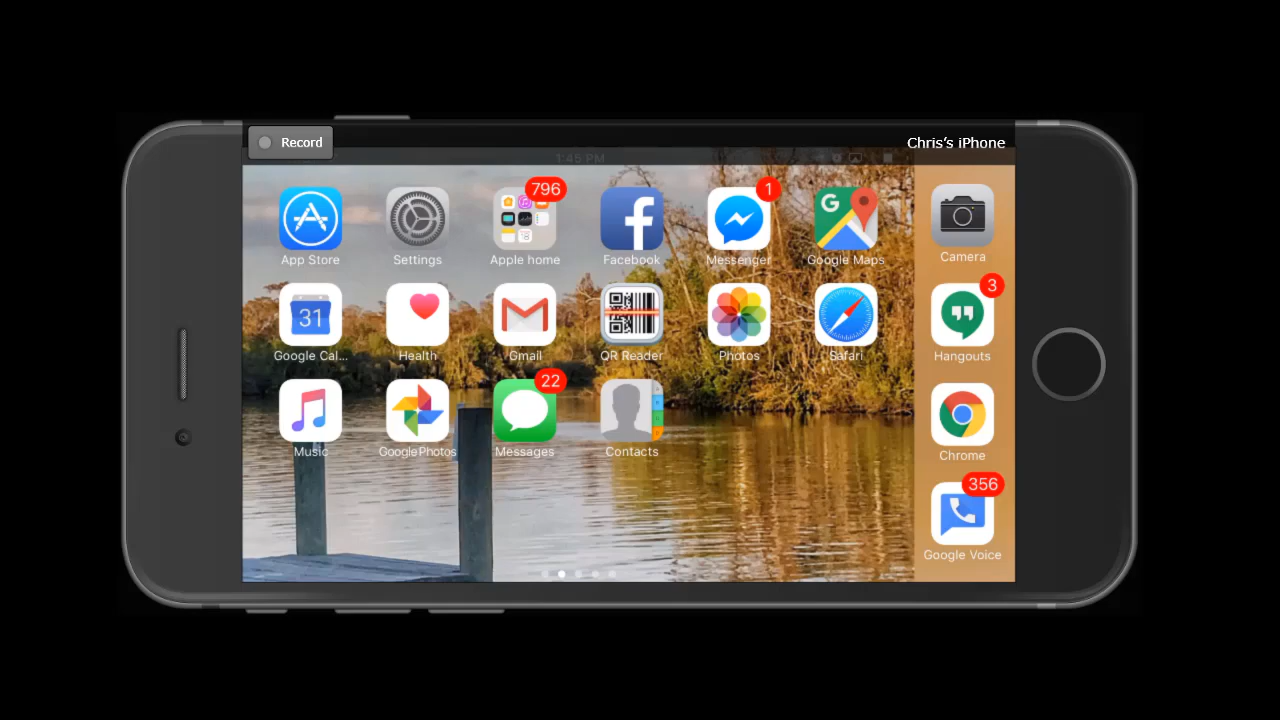 Record
Chris's iPhone
1:45 PM
796
1
App Store
Settings
Apple home
Facebook
Messenger
Google Maps
Camera
31
3
Google Cal...
Health
Gmail
QR Reader
Photos
Safari
Hangouts
22
Music
Google Photos
Messages
Contacts
Chrome
356
Google Voice